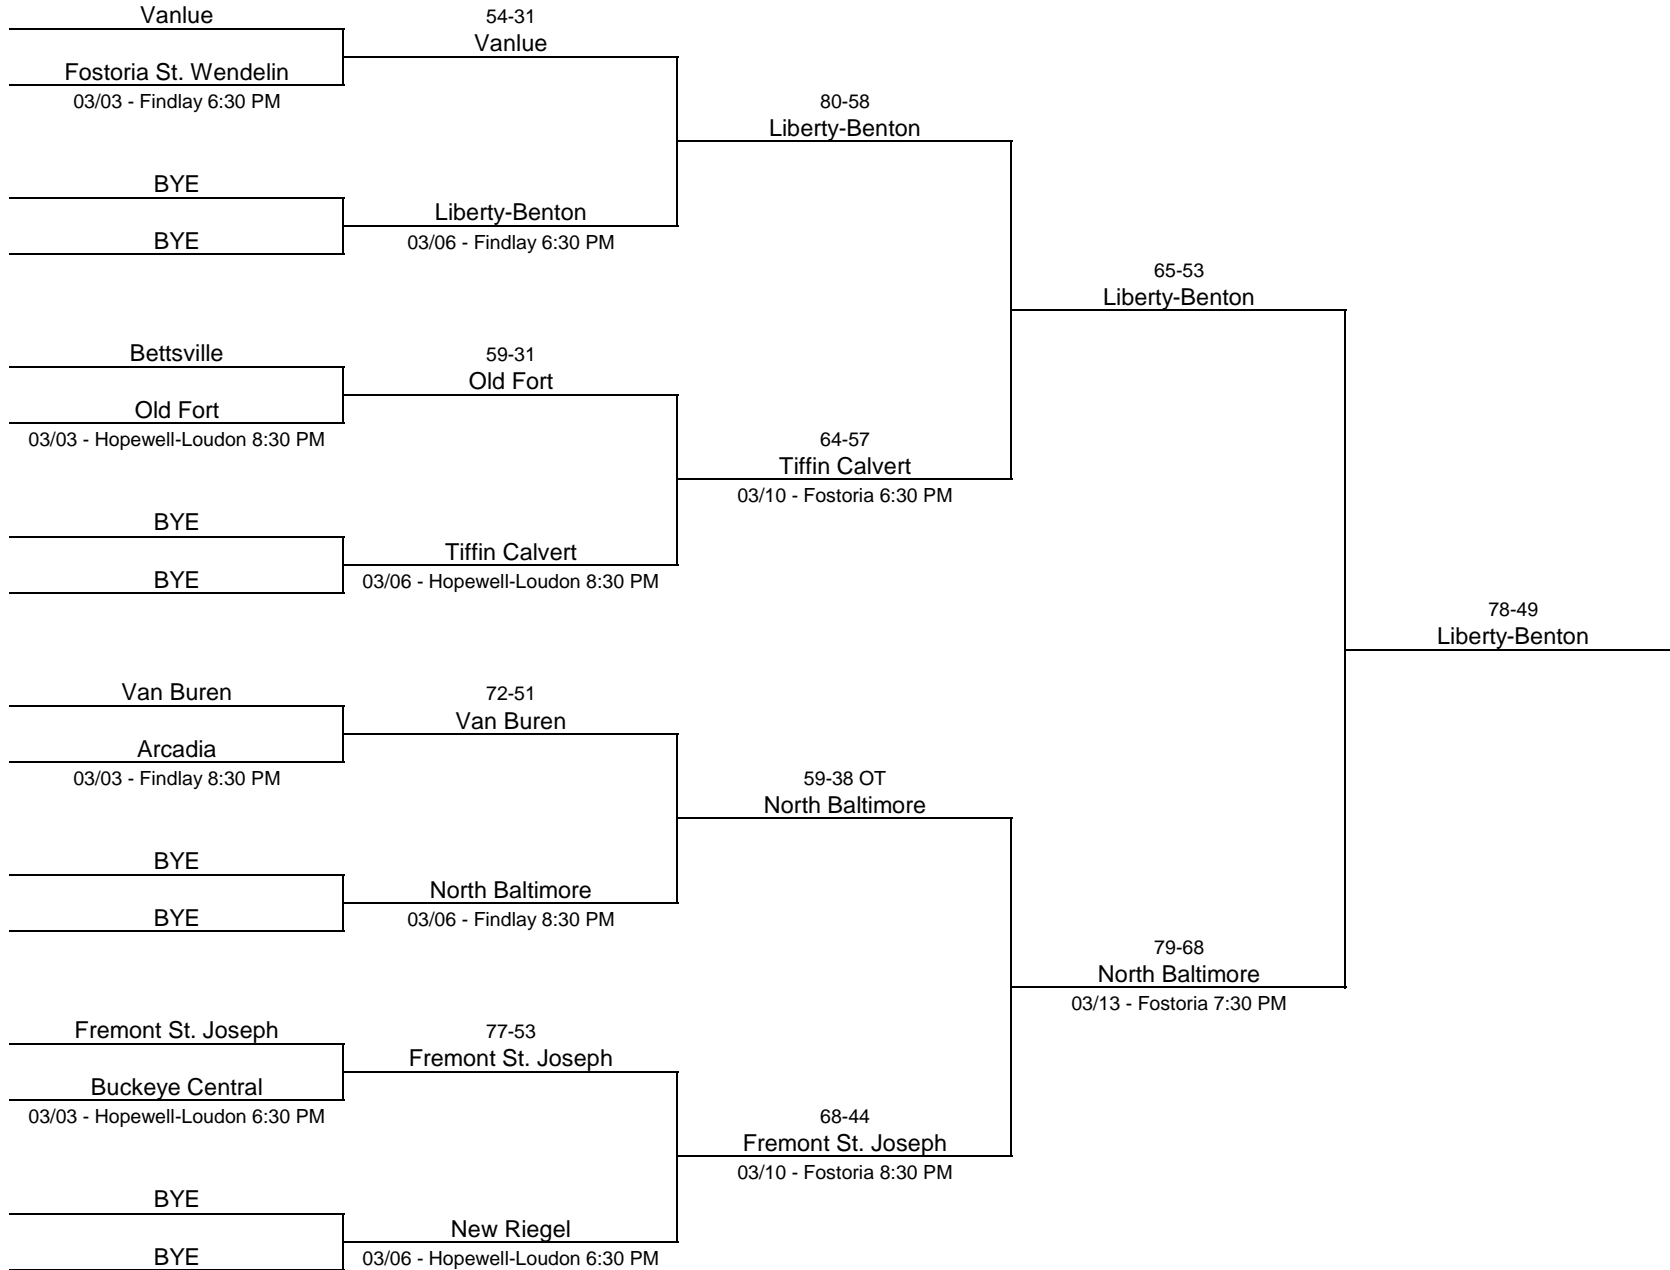 Vanlue
Fostoria St. Wendelin
03/03 - Findlay 6:30 PM
BYE
BYE
Bettsville
Old Fort
03/03 - Hopewell-Loudon 8:30 PM
BYE
BYE
Van Buren
Arcadia
03/03 - Findlay 8:30 PM
BYE
BYE
Fremont St. Joseph
Buckeye Central
03/03 - Hopewell-Loudon 6:30 PM
BYE
BYE
54-31
Vanlue
Liberty-Benton
03/06 - Findlay 6:30 PM
59-31
Old Fort
Tiffin Calvert
03/06 - Hopewell-Loudon 8:30 PM
72-51
Van Buren
North Baltimore
03/06 - Findlay 8:30 PM
77-53
Fremont St. Joseph
New Riegel
03/06 - Hopewell-Loudon 6:30 PM
80-58
Liberty-Benton
64-57
Tiffin Calvert
03/10 - Fostoria 6:30 PM
59-38 OT
North Baltimore
68-44
Fremont St. Joseph
03/10 - Fostoria 8:30 PM
65-53
Liberty-Benton
79-68
North Baltimore
03/13 - Fostoria 7:30 PM
78-49
Liberty-Benton